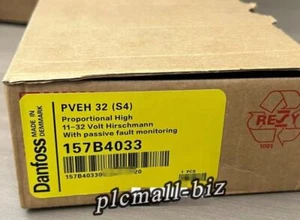 PVEH 32 (S4)
Proportional High
11-32 Volt Hirschmann
With passive fault monitoring
157B4033
Danfoss
MADE IN
DENMARK
1 PCS
RESY
plcmall-biz